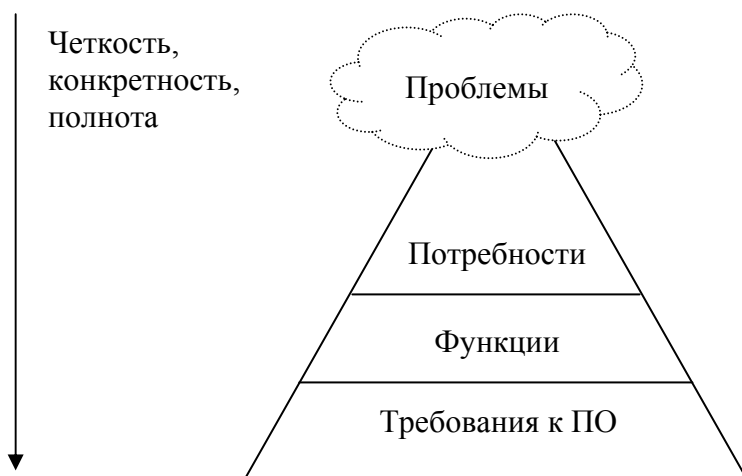 Четкость,
конкретность,
полнота
Проблемы
Потребности
Функции
Требования к ПО